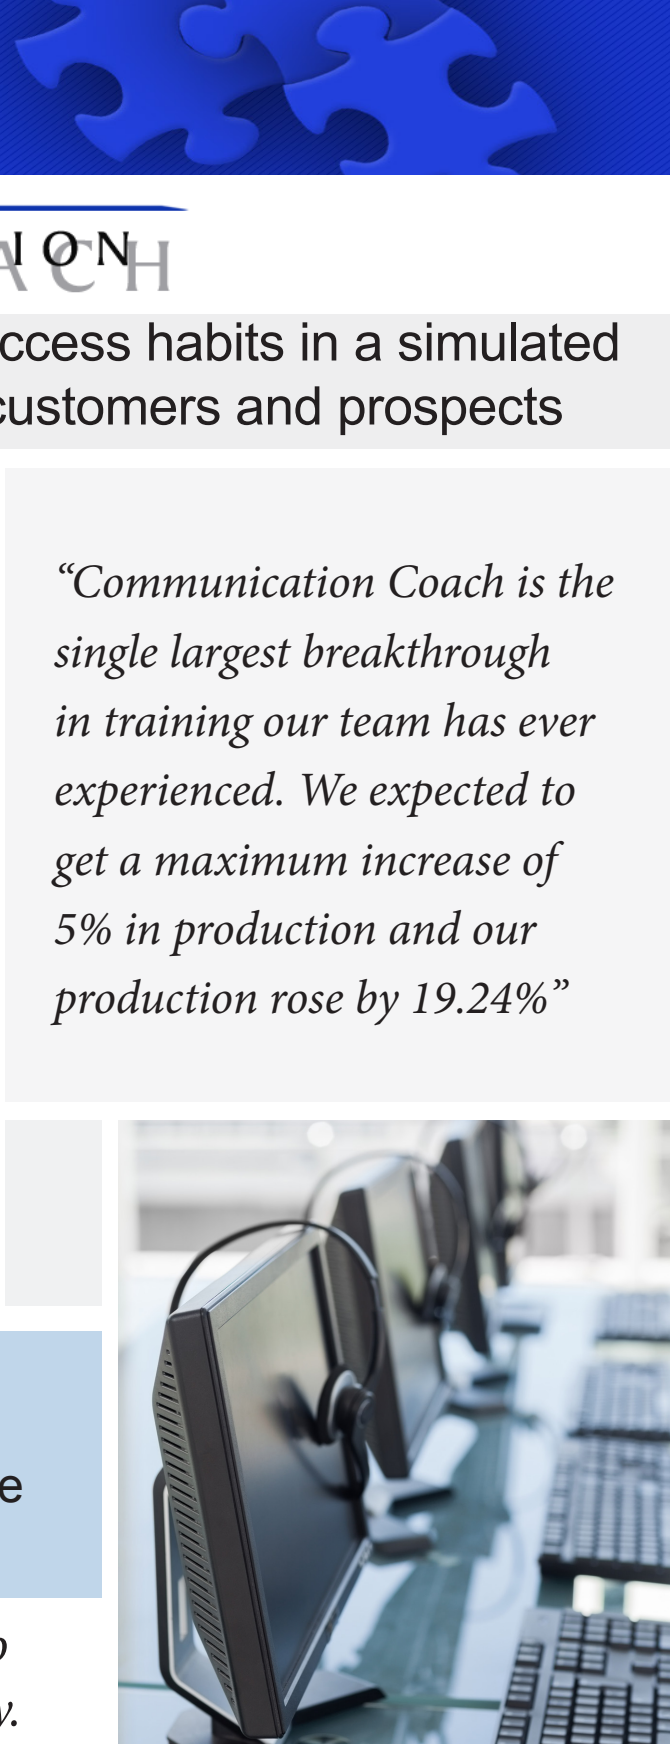 ION
ACH
ccess habits in a simulated
customers and prospects
“Communication Coach is the
single largest breakthrough
in training our team has ever
experienced. We expected to
get a maximum increase of
5% in production and our
production rose by 19.24%”
e
y.